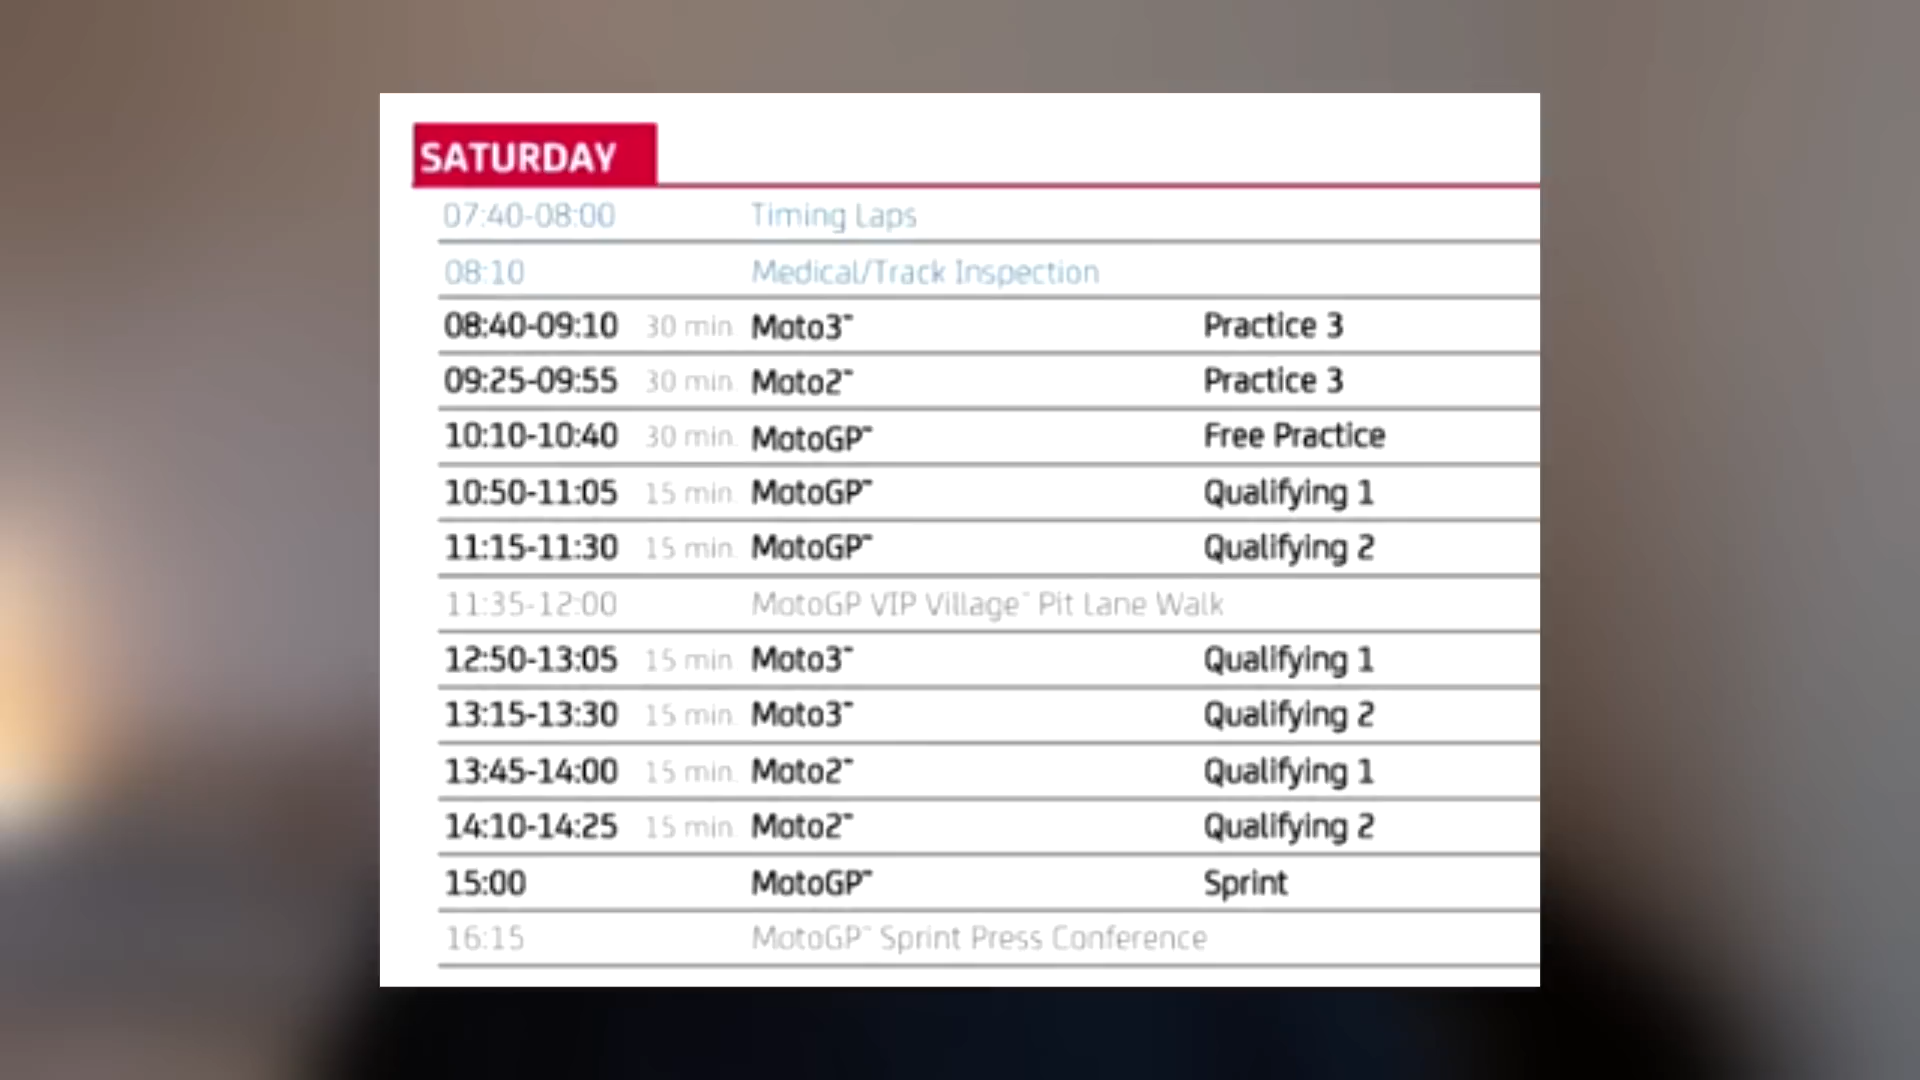 SATURDAY
07:40-08:00 Timing Laps
08:10 Medical/Track Inspection
08:40-09:10 30 min. Moto3™ Practice 3
09:25-09:55 30 min. Moto2™ Practice 3
10:10-10:40 30 min. MotoGP™ Free Practice
10:50-11:05 15 min. MotoGP™ Qualifying 1
11:15-11:30 15 min. MotoGP™ Qualifying 2
11:35-12:00 MotoGP VIP Village™ Pit Lane Walk
12:50-13:05 15 min. Moto3™ Qualifying 1
13:15-13:30 15 min. Moto3™ Qualifying 2
13:45-14:00 15 min. Moto2™ Qualifying 1
14:10-14:25 15 min. Moto2™ Qualifying 2
15:00 MotoGP™ Sprint
16:15 MotoGP™ Sprint Press Conference